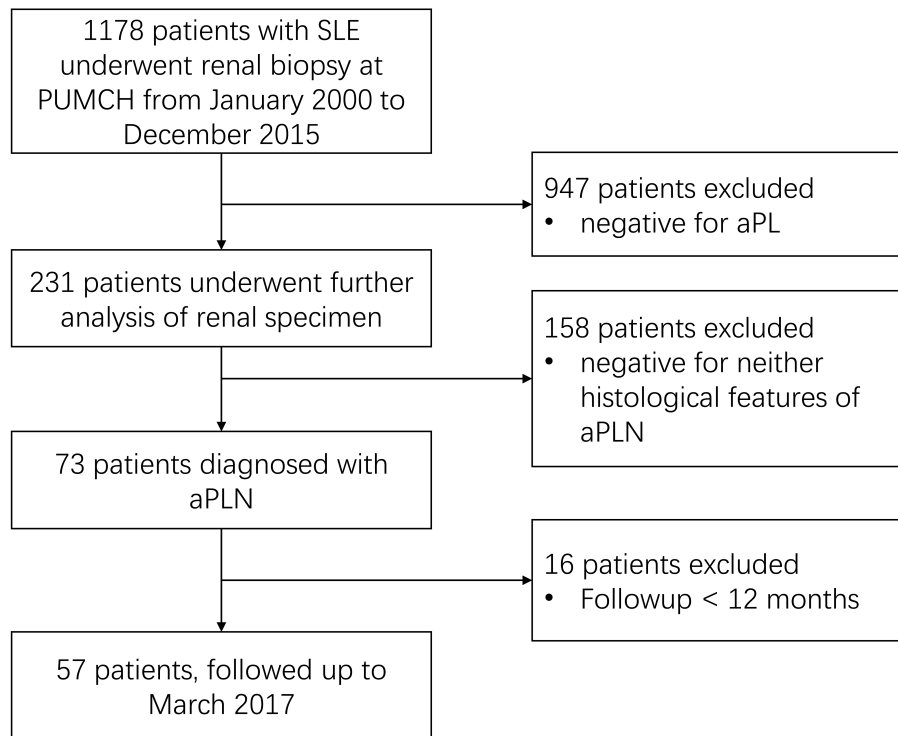 1178 patients with SLE
underwent renal biopsy at
PUMCH from January 2000 to
December 2015
947 patients excluded
• negative for aPL
231 patients underwent further
analysis of renal specimen
158 patients excluded
• negative for neither
histological features of
aPLN
73 patients diagnosed with
aPLN
16 patients excluded
• Followup < 12 months
57 patients, followed up to
March 2017